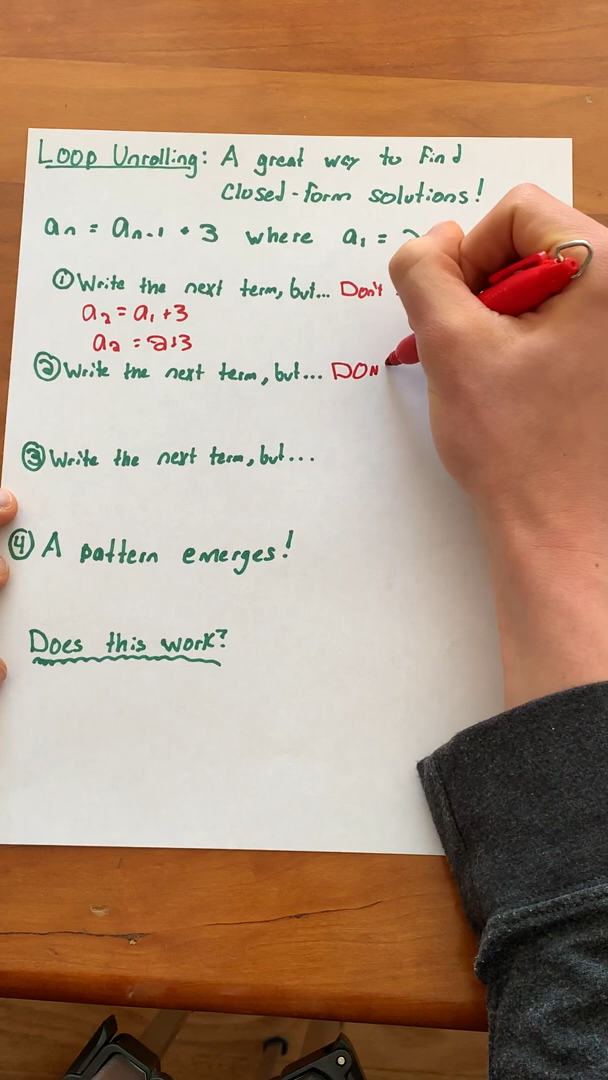 Loop Unrolling: A great way to find
closed-form solutions!
an = an-1 + 3 where a1 =
① Write the next term, but... Don't
a2 = a1 + 3
a2 = 2+3
② Write the next term, but... DON
③ Write the next term, but...
④ A pattern emerges!
Does this work?